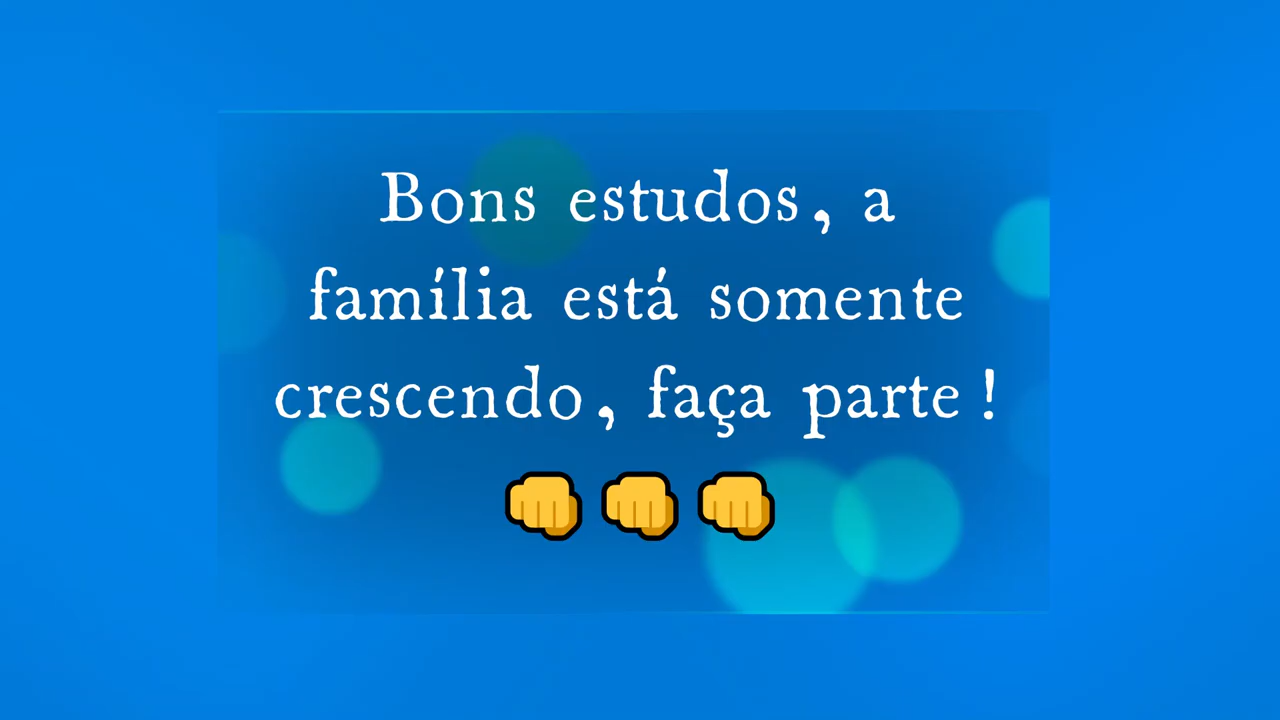 Bons estudos, a
família está somente
crescendo, faça parte!
👊👊👊